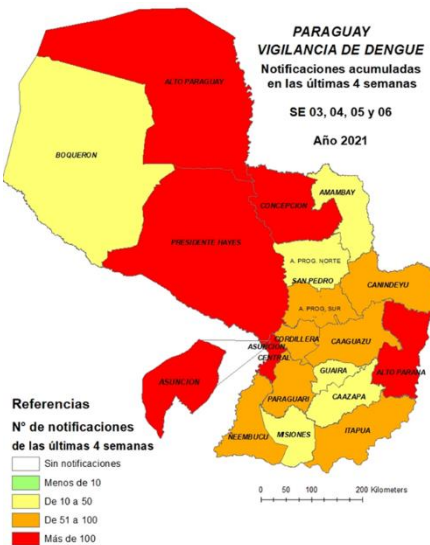 PARAGUAY
VIGILANCIA DE DENGUE
Notificaciones acumuladas
en las últimas 4 semanas
SE 03, 04, 05 y 06
Año 2021
ALTO PARAGUAY
BOQUERON
AMAMBAY
CONCEPCION
PRESIDENTE HAYES
A. PROG. NORTE
SAN PEDRO
CANINDEYU
A. PROG. SUR
CORDILLERA
ASUNCION
CAAGUAZU
CENTRAL
ALTO PARANA
GUAIRA
ASUNCION
PARAGUARI
CAAZAPA
ÑEEMBUCU
MISIONES
ITAPUA
Referencias
N° de notificaciones
de las últimas 4 semanas
Sin notificaciones
Menos de 10
De 10 a 50
De 51 a 100
Más de 100
0 50 100 200 Kilometers